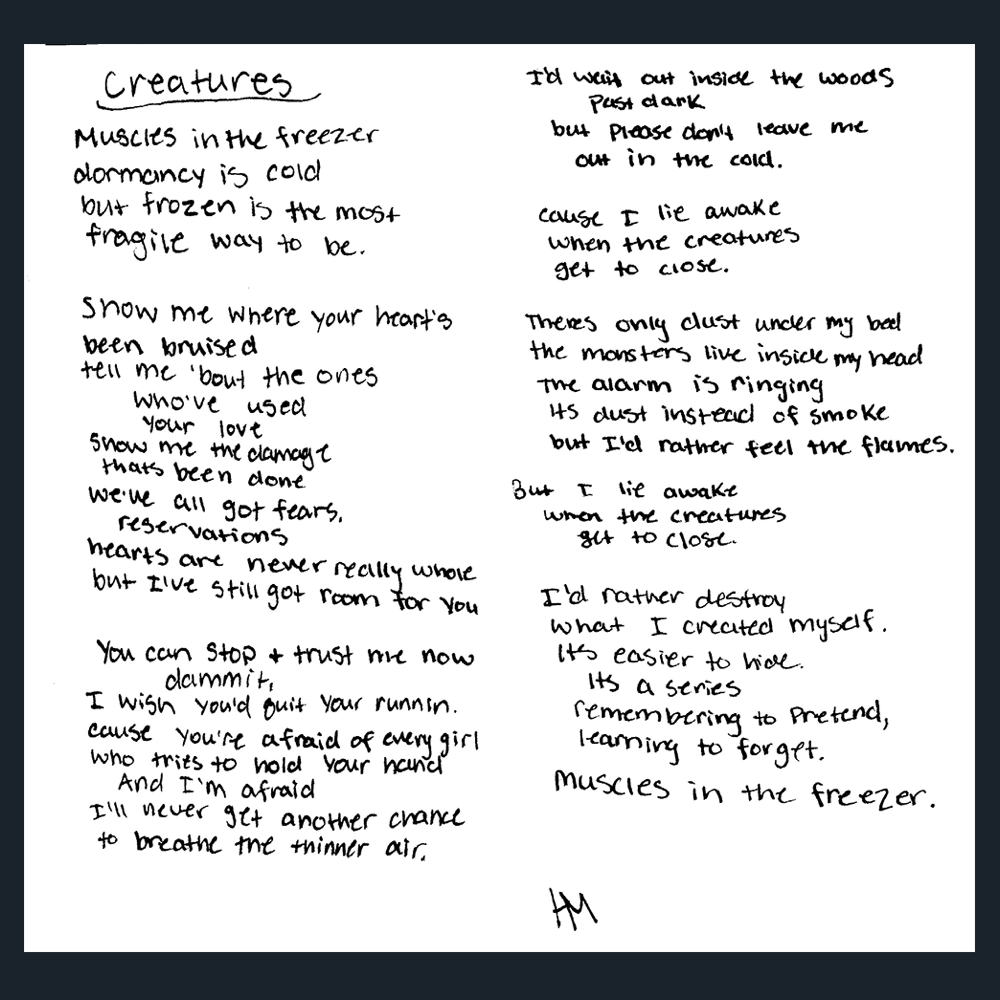 Creatures
Muscles in the freezer
dormancy is cold
but frozen is the most
fragile way to be.
Show me where your heart's
been bruised
tell me 'bout the ones
who've used
your love
Show me the damage
thats been done
we've all got fears,
reservations
hearts are never really whole
but I've still got room for you
You can stop + trust me now
dammit,
I wish you'd quit your runnin.
cause you're afraid of every girl
who tries to hold your hand
And I'm afraid
I'll never get another chance
to breathe the thinner air.
I'd wait out inside the woods
past dark
but please don't leave me
out in the cold.
cause I lie awake
when the creatures
get to close.
Theres only dust under my bed
the monsters live inside my head
The alarm is ringing
Its dust instead of smoke
but I'd rather feel the flames.
But I lie awake
when the creatures
get to close.
I'd rather destroy
what I created myself.
Its easier to hide.
Its a series
remembering to pretend,
learning to forget.
Muscles in the freezer.
HM